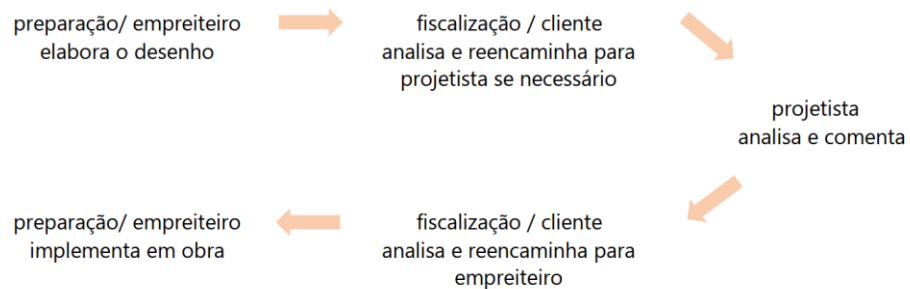 preparação/ empreiteiro
elabora o desenho
fiscalização / cliente
analisa e reencaminha para
projetista se necessário
projetista
analisa e comenta
fiscalização / cliente
analisa e reencaminha para
empreiteiro
preparação/ empreiteiro
implementa em obra